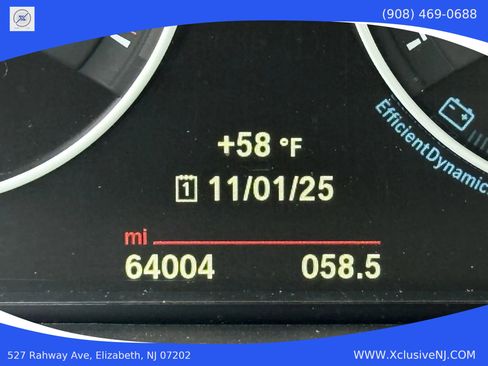 (908) 469-0688
+58 °F
1 11/01/25
EfficientDynamics
mi
64004 058.5
527 Rahway Ave, Elizabeth, NJ 07202
WWW.XclusiveNJ.COM